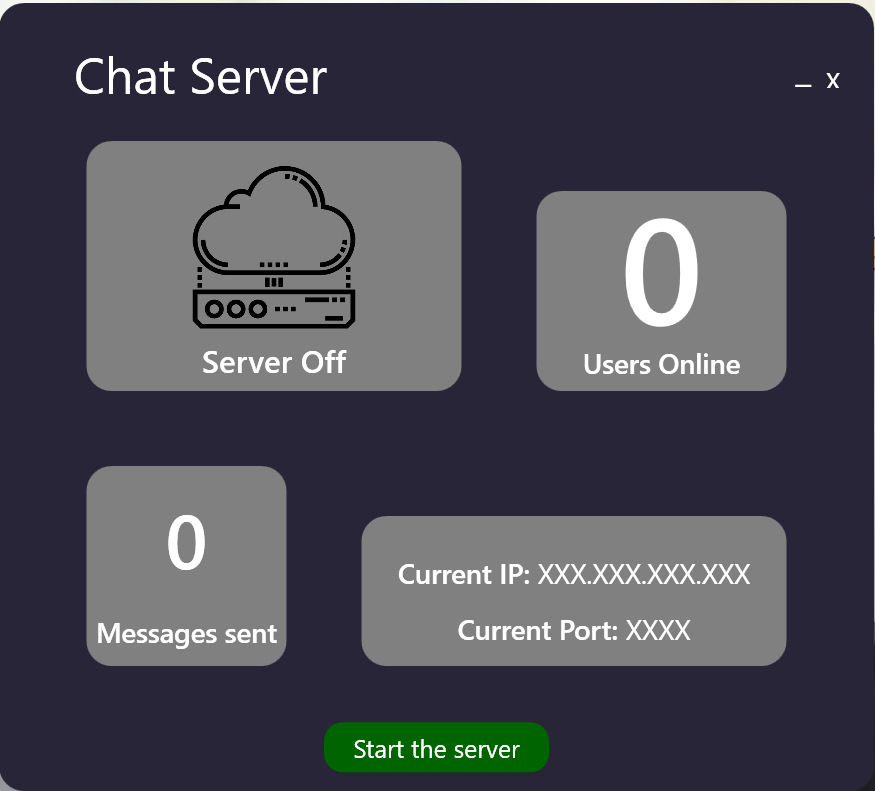 Chat Server
_ x
Server Off
0
Users Online
0
Messages sent
Current IP: XXX.XXX.XXX.XXX
Current Port: XXXX
Start the server